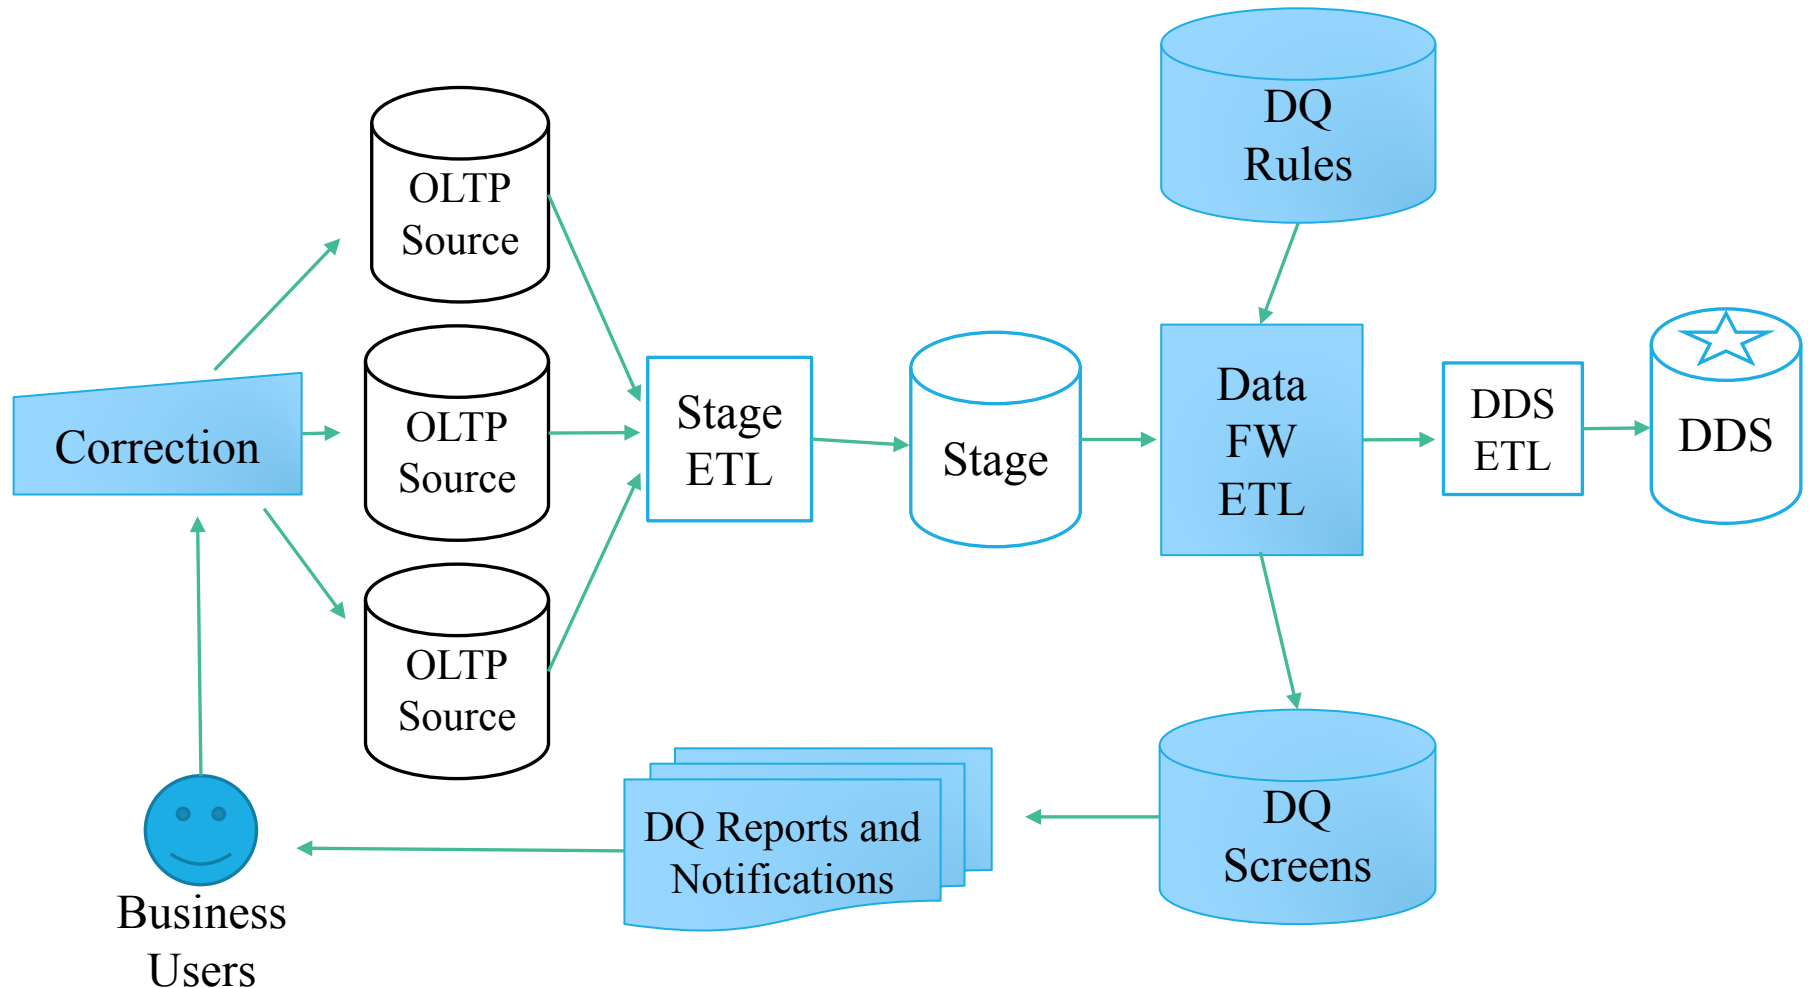 DQ
Rules
OLTP
Source
OLTP
Source
OLTP
Source
Correction
Stage
ETL
Stage
Data
FW
ETL
DDS
ETL
DDS
DQ Reports and
Notifications
DQ
Screens
Business
Users